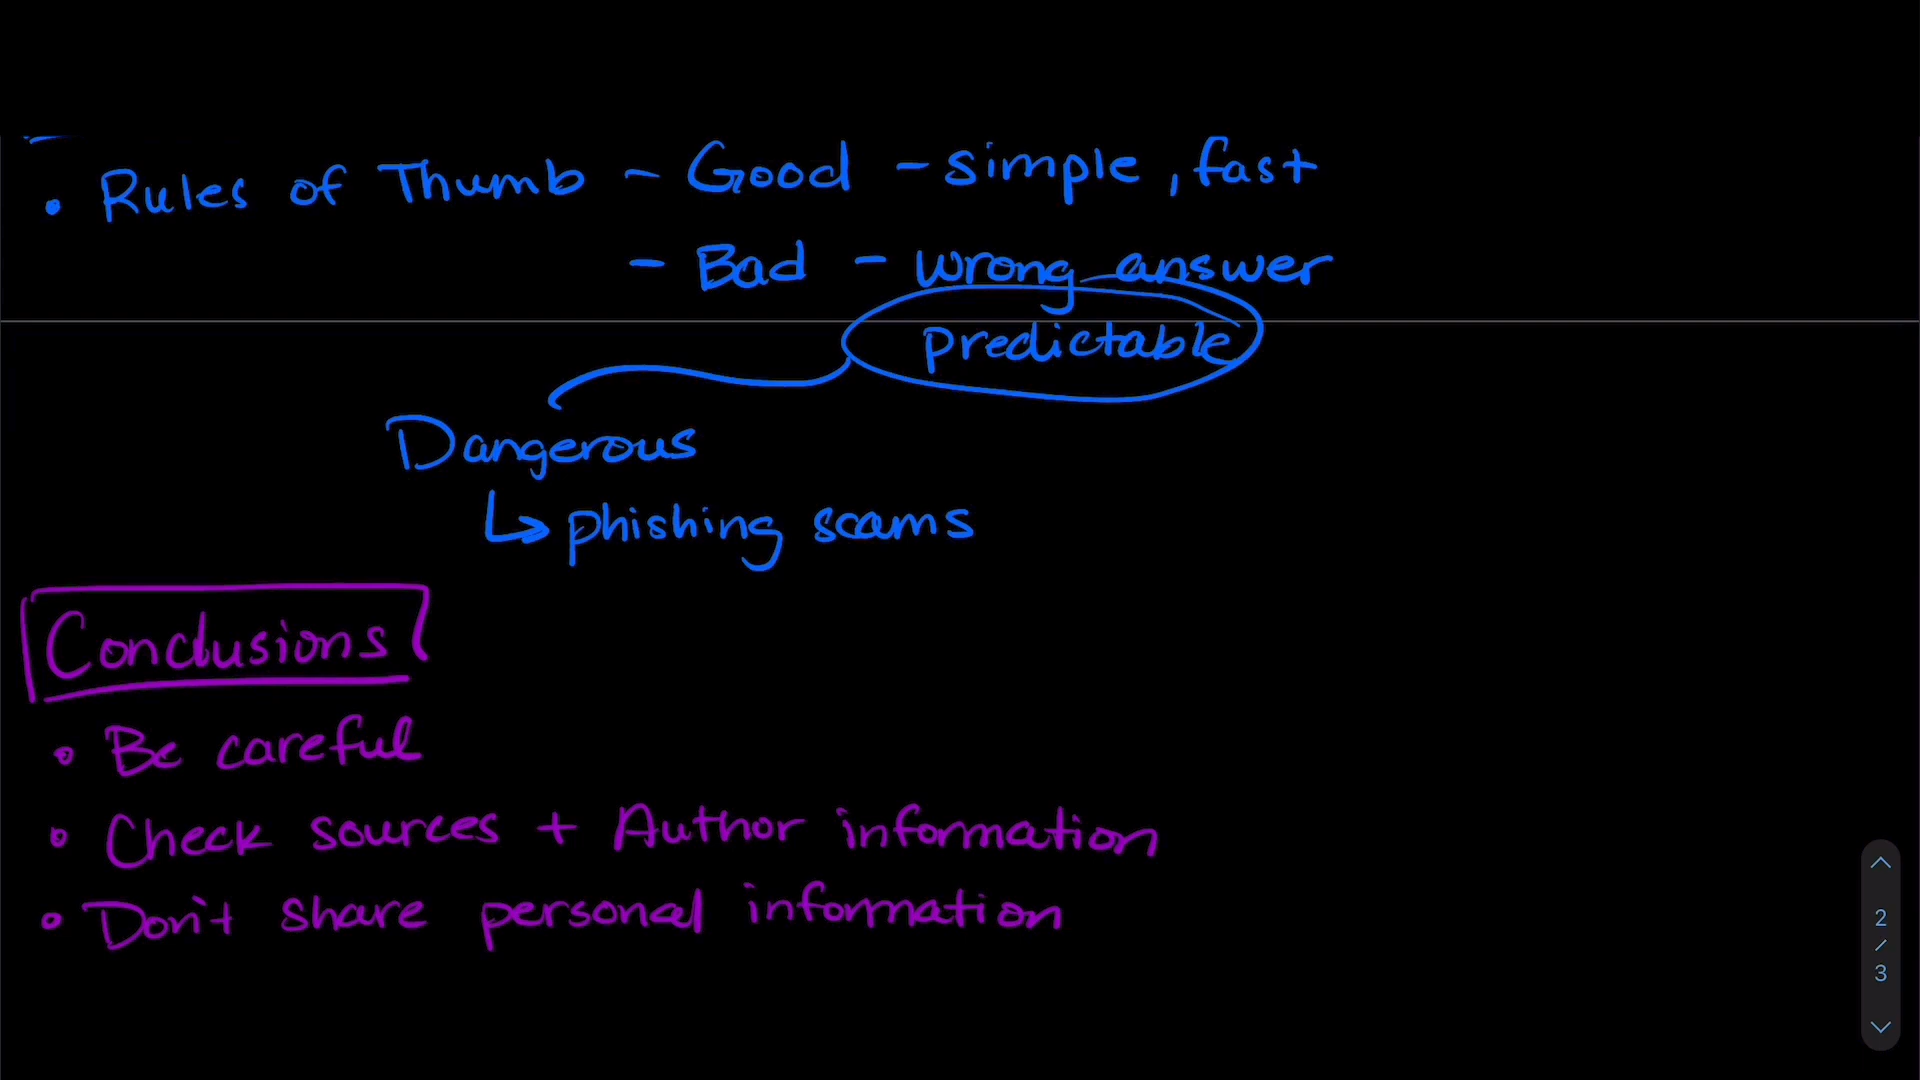 • Rules of Thumb - Good - simple, fast
- Bad - wrong answer
predictable
Dangerous
↳ phishing scams
Conclusions
• Be careful
• Check sources + Author information
• Don't share personal information
2
/
3